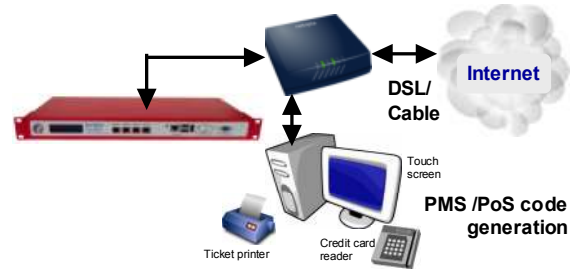 Internet
DSL/
Cable
Touch
screen
PMS /PoS code
generation
Ticket printer
Credit card
reader